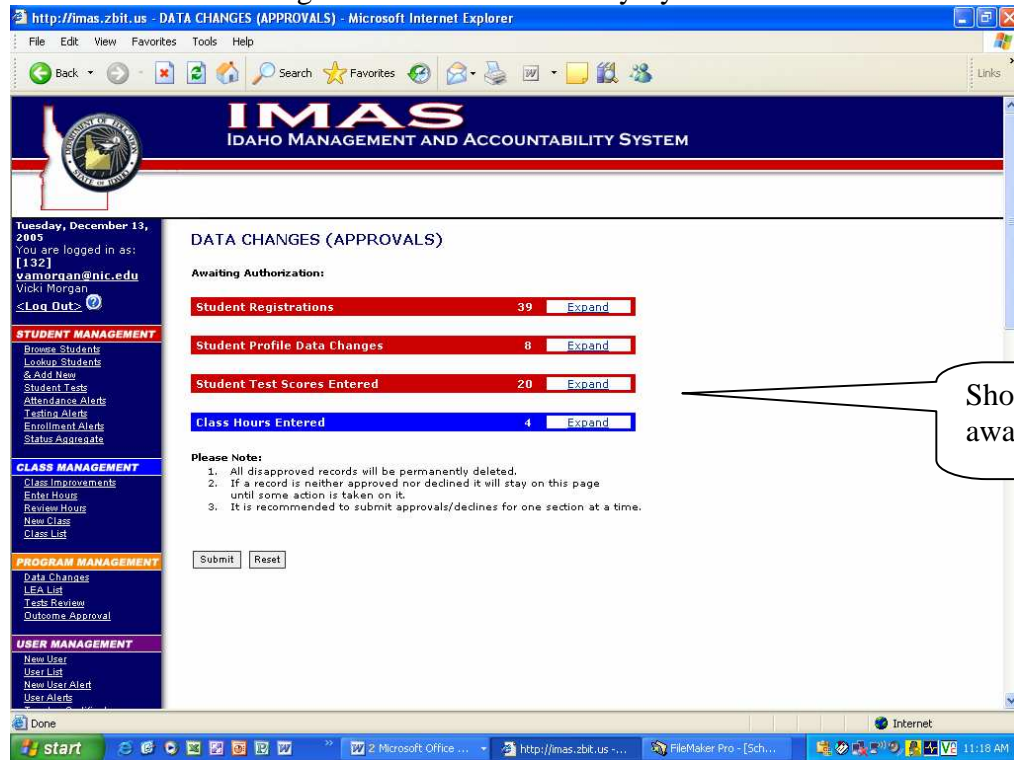 http://imas.zbit.us - DATA CHANGES (APPROVALS) - Microsoft Internet Explorer
File Edit View Favorites Tools Help
Back Search Favorites Links
IMAS
IDAHO MANAGEMENT AND ACCOUNTABILITY SYSTEM
DEPARTMENT OF EDUCATION
STATE OF IDAHO
Tuesday, December 13,
2005
You are logged in as:
[132]
vamorgan@nic.edu
Vicki Morgan
<Log Out>
STUDENT MANAGEMENT
Browse Students
Lookup Students
& Add New
Student Tests
Attendance Alerts
Testing Alerts
Enrollment Alerts
Status Aggregate
CLASS MANAGEMENT
Class Improvements
Enter Hours
Review Hours
New Class
Class List
PROGRAM MANAGEMENT
Data Changes
LEA List
Tests Review
Outcome Approval
USER MANAGEMENT
New User
User List
New User Alert
User Alerts
DATA CHANGES (APPROVALS)
Awaiting Authorization:
Student Registrations 39 Expand
Student Profile Data Changes 8 Expand
Student Test Scores Entered 20 Expand
Class Hours Entered 4 Expand
Please Note:
1. All disapproved records will be permanently deleted.
2. If a record is neither approved nor declined it will stay on this page
until some action is taken on it.
3. It is recommended to submit approvals/declines for one section at a time.
Submit Reset
Sho
awa
Done Internet
start 2 Microsoft Office ... http://imas.zbit.us -... FileMaker Pro - [Sch... 11:18 AM